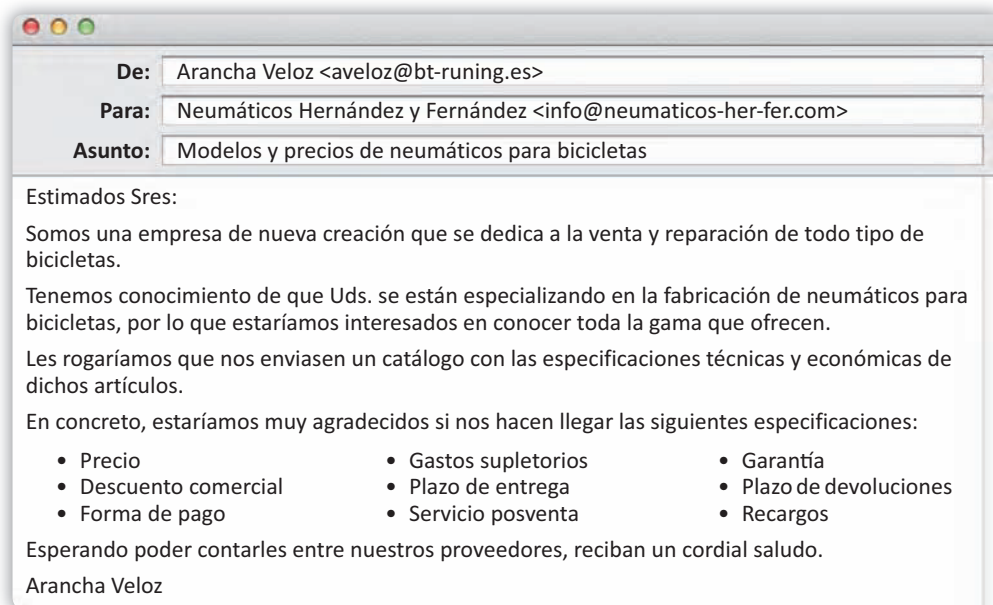 De: Arancha Veloz <aveloz@bt-runing.es>
Para: Neumáticos Hernández y Fernández <info@neumaticos-her-fer.com>
Asunto: Modelos y precios de neumáticos para bicicletas
Estimados Sres:
Somos una empresa de nueva creación que se dedica a la venta y reparación de todo tipo de
bicicletas.
Tenemos conocimiento de que Uds. se están especializando en la fabricación de neumáticos para
bicicletas, por lo que estaríamos interesados en conocer toda la gama que ofrecen.
Les rogaríamos que nos enviasen un catálogo con las especificaciones técnicas y económicas de
dichos artículos.
En concreto, estaríamos muy agradecidos si nos hacen llegar las siguientes especificaciones:
• Precio
• Descuento comercial
• Forma de pago
• Gastos supletorios
• Plazo de entrega
• Servicio posventa
• Garantía
• Plazo de devoluciones
• Recargos
Esperando poder contarles entre nuestros proveedores, reciban un cordial saludo.
Arancha Veloz